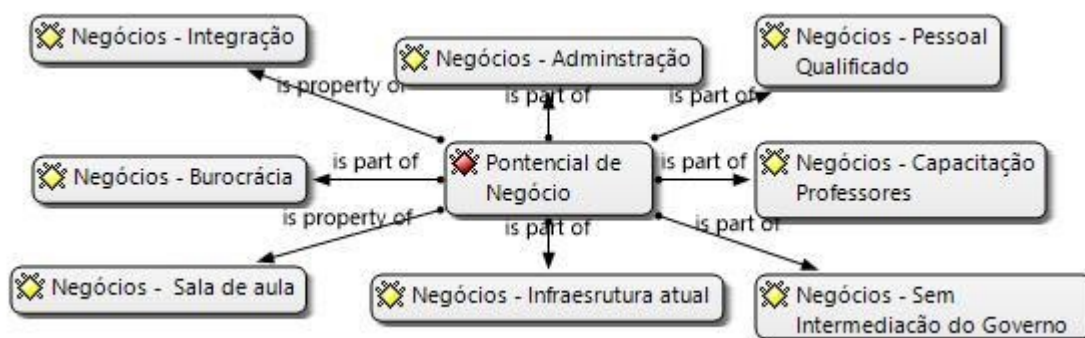 Negócios - Integração
Negócios - Adminstração
Negócios - Pessoal
Qualificado
is property of
is part of
is part of
Negócios - Burocrácia
is part of
Pontencial de
Negócio
is part of
Negócios - Capacitação
Professores
is property of
is part of
is part of
Negócios - Sala de aula
Negócios - Infraesrutura atual
Negócios - Sem
Intermediacão do Governo